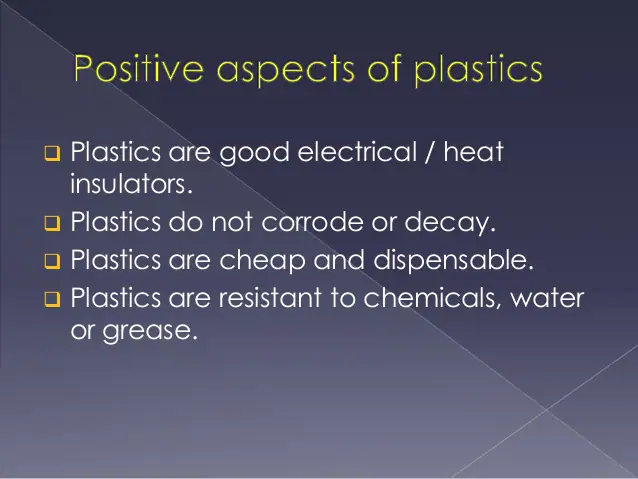 Positive aspects of plastics
Plastics are good electrical / heat
insulators.
Plastics do not corrode or decay.
Plastics are cheap and dispensable.
Plastics are resistant to chemicals, water
or grease.